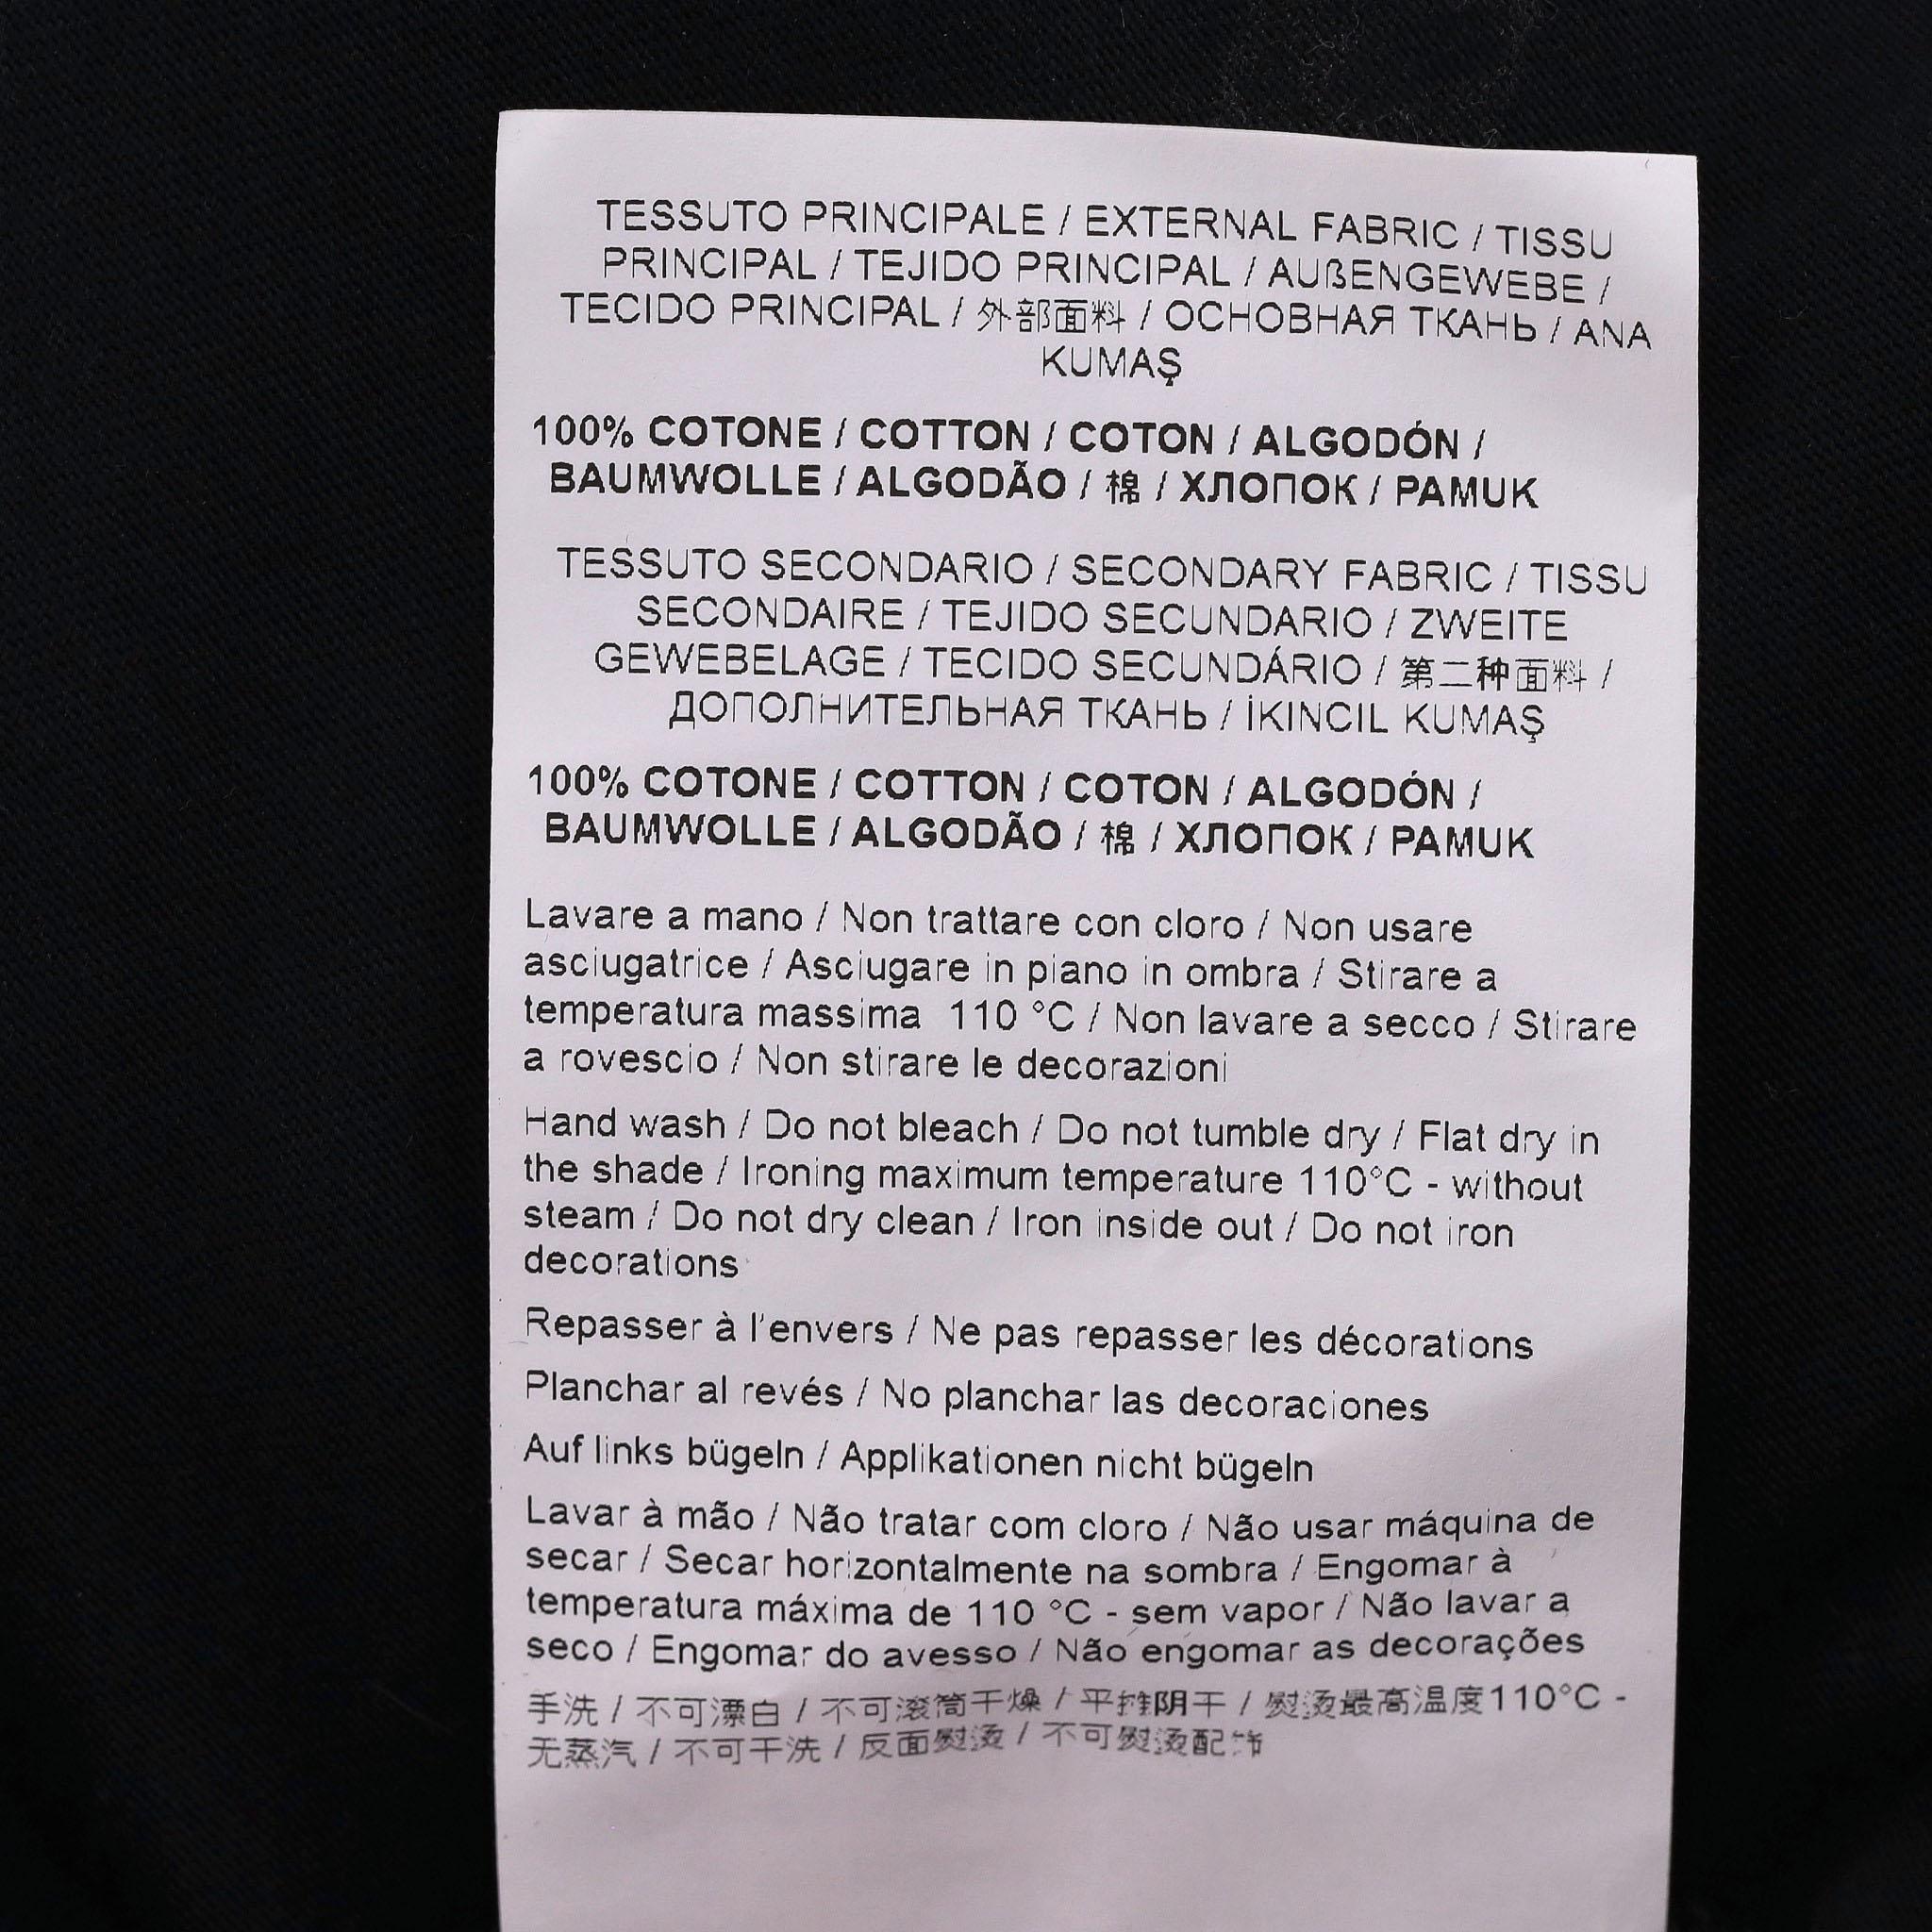 TESSUTO PRINCIPALE / EXTERNAL FABRIC / TISSU
PRINCIPAL / TEJIDO PRINCIPAL / AUßENGEWEBE /
TECIDO PRINCIPAL / 外部面料 / ОСНОВНАЯ ТКАНЬ / ANA
KUMAŞ
100% COTONE / COTTON / COTON / ALGODÓN /
BAUMWOLLE / ALGODÃO / 棉 / ХЛОПОК / PAMUK
TESSUTO SECONDARIO / SECONDARY FABRIC / TISSU
SECONDAIRE / TEJIDO SECUNDARIO / ZWEITE
GEWEBELAGE / TECIDO SECUNDÁRIO / 第二种面料 /
ДОПОЛНИТЕЛЬНАЯ ТКАНЬ / İKINCIL KUMAŞ
100% COTONE / COTTON / COTON / ALGODÓN /
BAUMWOLLE / ALGODÃO / 棉 / ХЛОПОК / PAMUK
Lavare a mano / Non trattare con cloro / Non usare
asciugatrice / Asciugare in piano in ombra / Stirare a
temperatura massima 110 °C / Non lavare a secco / Stirare
a rovescio / Non stirare le decorazioni
Hand wash / Do not bleach / Do not tumble dry / Flat dry in
the shade / Ironing maximum temperature 110°C - without
steam / Do not dry clean / Iron inside out / Do not iron
decorations
Repasser à l'envers / Ne pas repasser les décorations
Planchar al revés / No planchar las decoraciones
Auf links bügeln / Applikationen nicht bügeln
Lavar à mão / Não tratar com cloro / Não usar máquina de
secar / Secar horizontalmente na sombra / Engomar à
temperatura máxima de 110 °C - sem vapor / Não lavar a
seco / Engomar do avesso / Não engomar as decorações
手洗 / 不可漂白 / 不可滚筒干燥 / 平摊阴干 / 熨烫最高温度110°C -
无蒸汽 / 不可干洗 / 反面熨烫 / 不可熨烫配饰